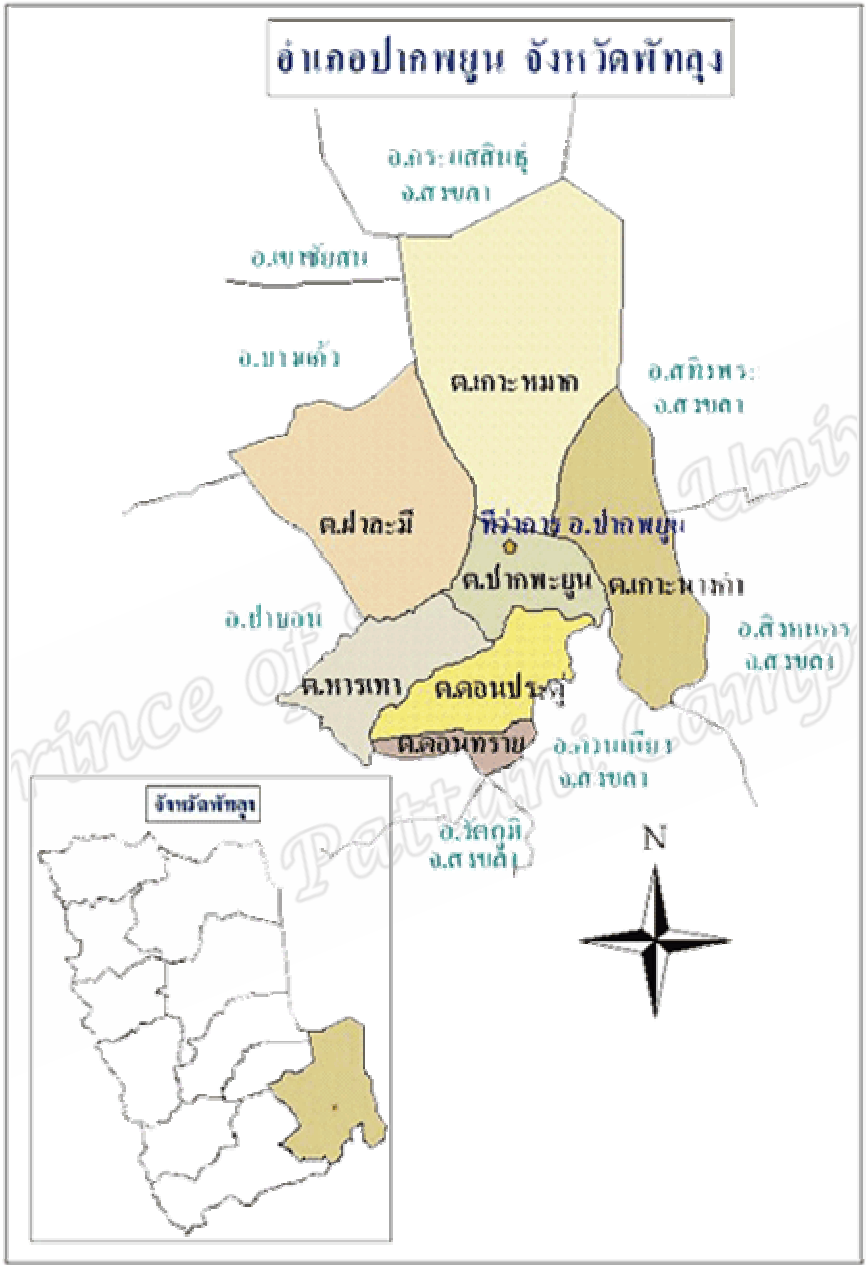 อำเภอปากพยูน จังหวัดพัทลุง
อ.กระแสสินธุ์
จ.สงขลา
อ.เขาชัยสน
อ.บางแก้ว
ต.เกาะหมาก
อ.สทิงพระ
จ.สงขลา
ต.ฝาละมี
ที่ว่าการ อ.ปากพยูน
ต.ปากพะยูน
ต.เกาะนางคำ
อ.ป่าบอน
อ.สิงหนคร
จ.สงขลา
ต.หารเทา
ต.ดอนประดู่
ต.ดอนทราย
อ.ควนเนียง
จ.สงขลา
อ.รัตภูมิ
จ.สงขลา
จังหวัดพัทลุง
N
Prince of
Univ
Pattani Camp